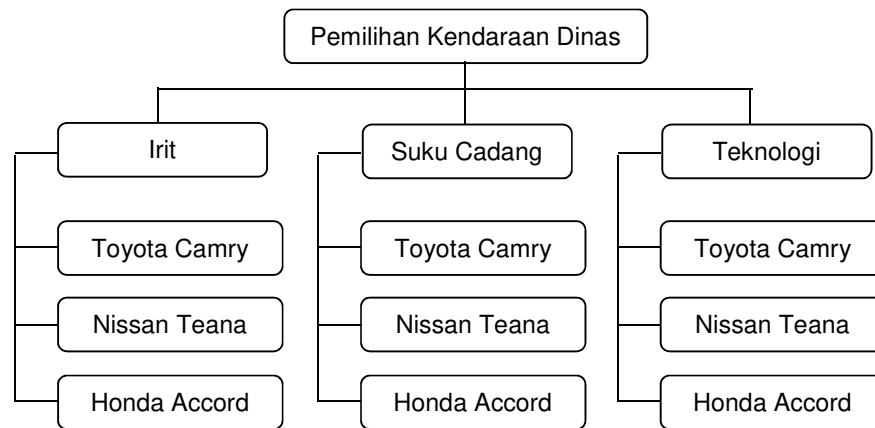 Pemilihan Kendaraan Dinas
Irit
Suku Cadang
Teknologi
Toyota Camry
Toyota Camry
Toyota Camry
Nissan Teana
Nissan Teana
Nissan Teana
Honda Accord
Honda Accord
Honda Accord